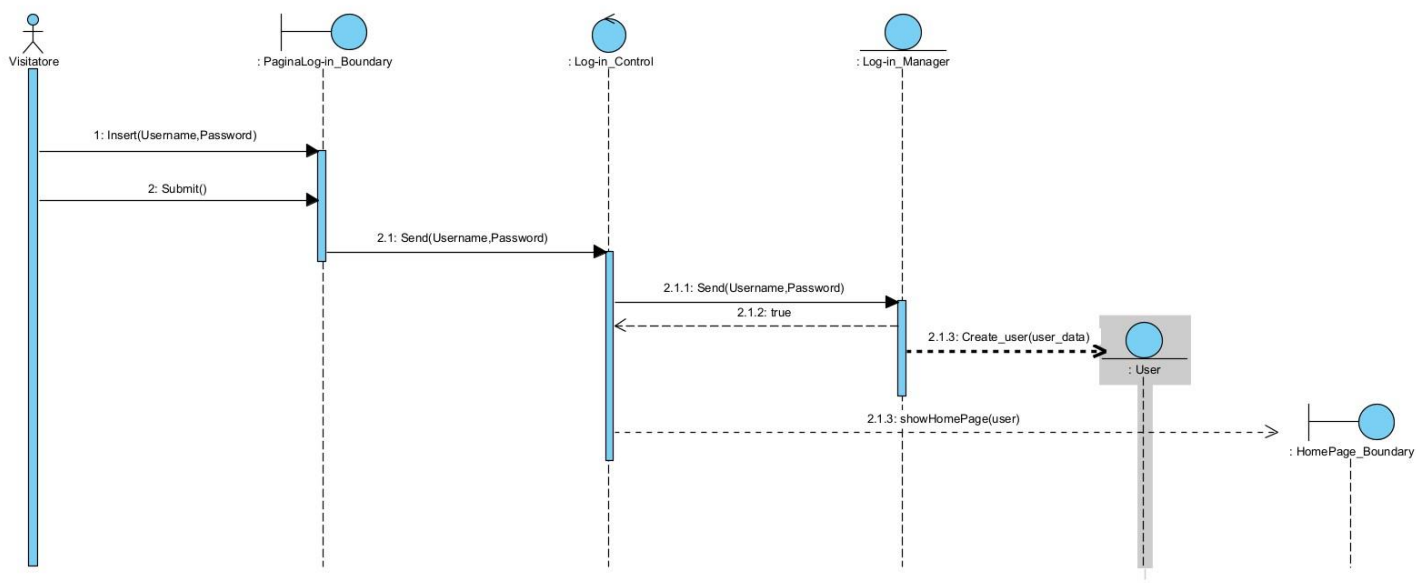 Visitatore
: PaginaLog-in_Boundary
: Log-in_Control
: Log-in_Manager
1: Insert(Username,Password)
2: Submit()
2.1: Send(Username,Password)
2.1.1: Send(Username,Password)
2.1.2: true
2.1.3: Create_user(user_data)
: User
2.1.3: showHomePage(user)
: HomePage_Boundary